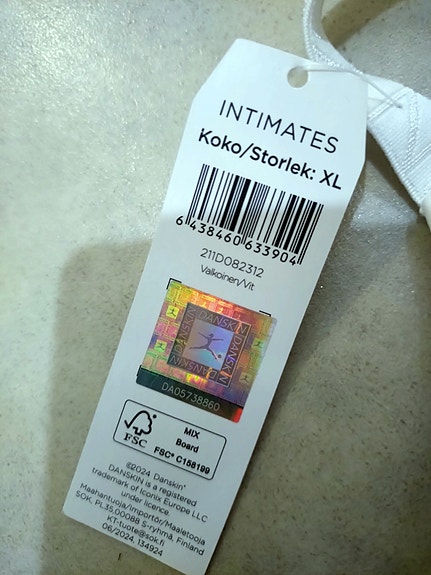 INTIMATES
Koko/Storlek: XL
6 438460 633904
211D082312
Valkoinen/Vit
DANSKIN
DANSKIN
DANSKIN
DANSKIN
DA05738860
FSC
MIX
Board
FSC® C158199
©2024 Danskin®
DANSKIN is a registered
trademark of Iconix Europe LLC
under licence.
Maahantuoja/Importör/Maaletooja
SOK, PL35,00088 S-ryhmä, Finland
KT-tuote@sok.fi
06/2024, 134924